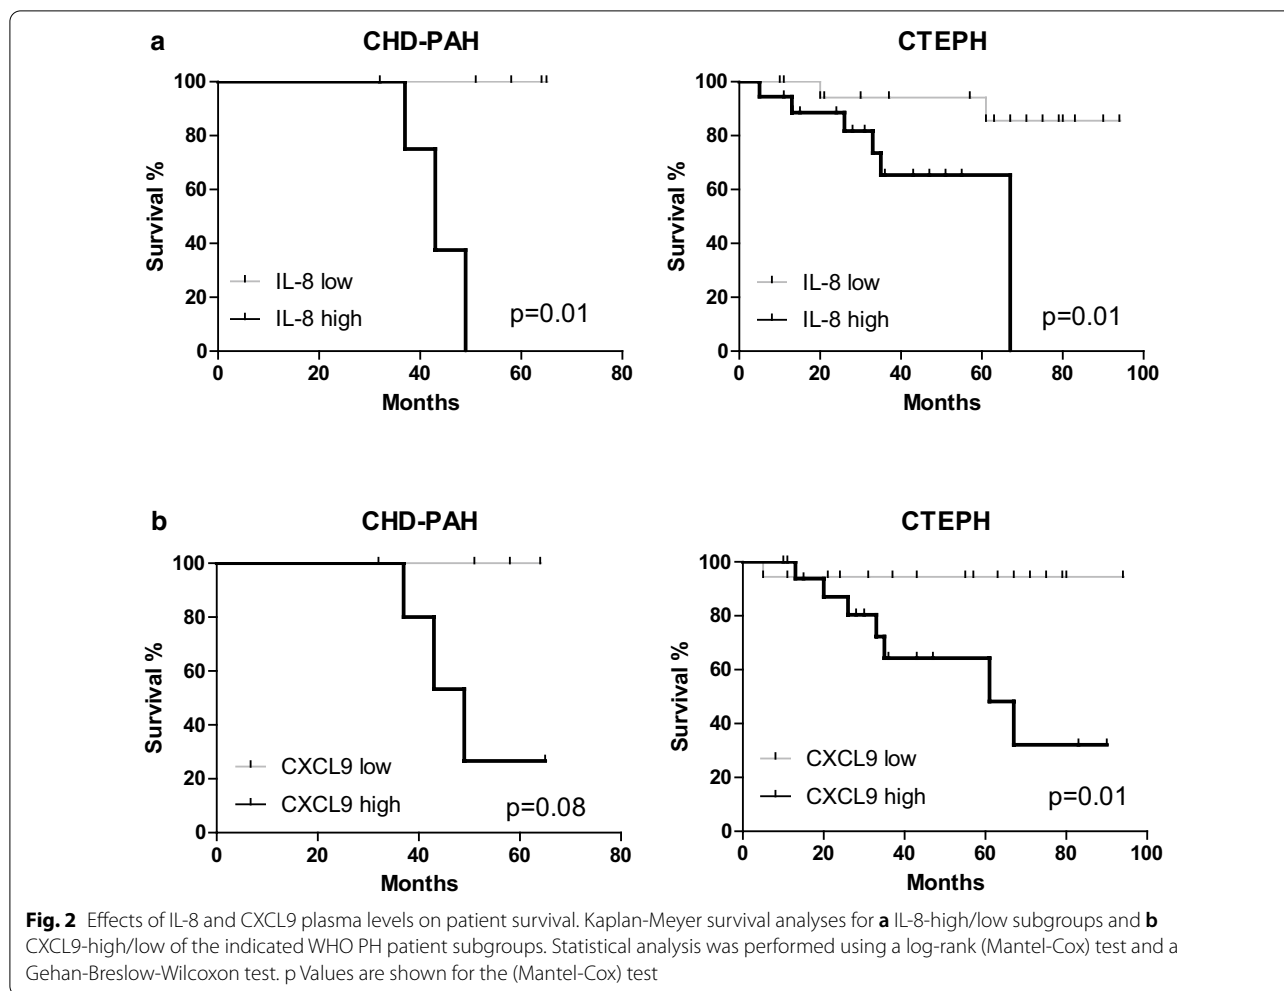 a
CHD-PAH
CTEPH
Survival %
100
80
60
40
20
0
IL-8 low
IL-8 high
p=0.01
0 20 40 60 80
Months
Survival %
100
80
60
40
20
0
IL-8 low
IL-8 high
p=0.01
0 20 40 60 80 100
Months
b
CHD-PAH
CTEPH
Survival %
100
80
60
40
20
0
CXCL9 low
CXCL9 high
p=0.08
0 20 40 60 80
Months
Survival %
100
80
60
40
20
0
CXCL9 low
CXCL9 high
p=0.01
0 20 40 60 80 100
Months
Fig. 2 Effects of IL-8 and CXCL9 plasma levels on patient survival. Kaplan-Meyer survival analyses for a IL-8-high/low subgroups and b
CXCL9-high/low of the indicated WHO PH patient subgroups. Statistical analysis was performed using a log-rank (Mantel-Cox) test and a
Gehan-Breslow-Wilcoxon test. p Values are shown for the (Mantel-Cox) test